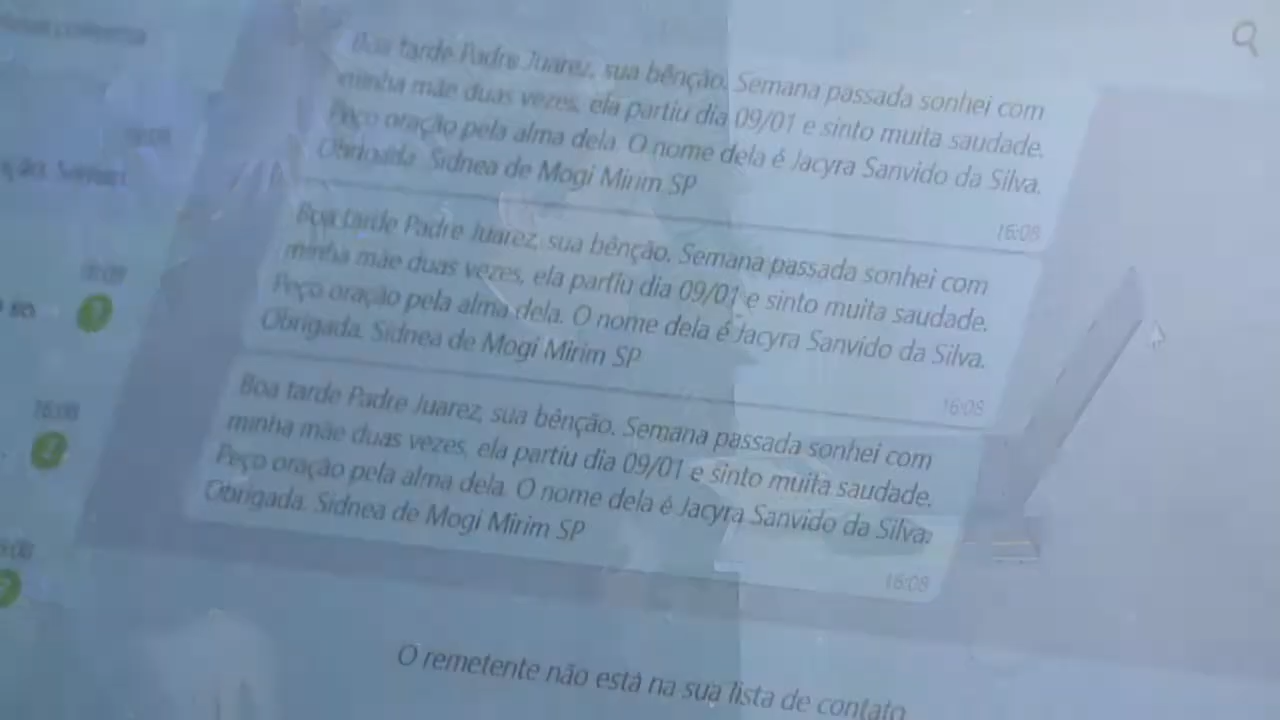 Boa tarde Padre Juarez, sua bênção. Semana passada sonhei com
minha mãe duas vezes, ela partiu dia 09/01 e sinto muita saudade.
Peço oração pela alma dela. O nome dela é Jacyra Sanvido da Silva.
Obrigada. Sidnea de Mogi Mirim SP
16:08
Boa tarde Padre Juarez, sua bênção. Semana passada sonhei com
minha mãe duas vezes, ela partiu dia 09/01 e sinto muita saudade.
Peço oração pela alma dela. O nome dela é Jacyra Sanvido da Silva.
Obrigada. Sidnea de Mogi Mirim SP
16:08
16:08
Boa tarde Padre Juarez, sua bênção. Semana passada sonhei com
minha mãe duas vezes, ela partiu dia 09/01 e sinto muita saudade.
Peço oração pela alma dela. O nome dela é Jacyra Sanvido da Silva.
Obrigada. Sidnea de Mogi Mirim SP
16:08
O remetente não está na sua lista de contato